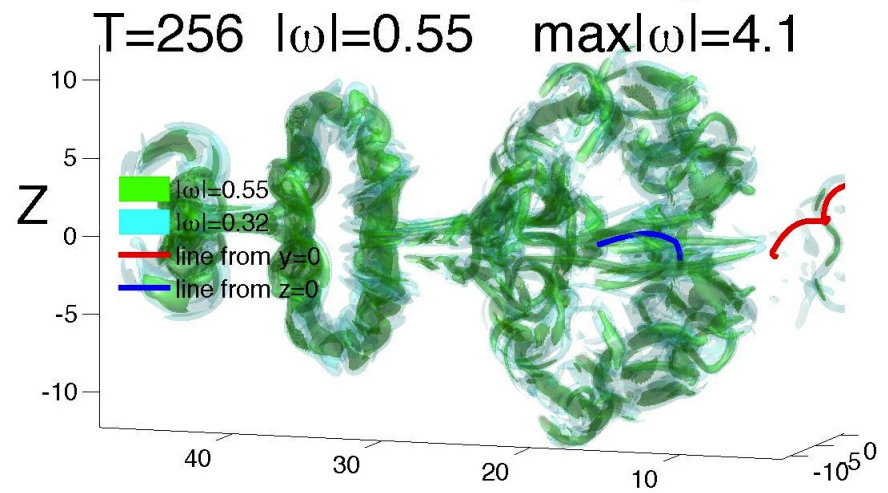 T=256 |ω|=0.55 max|ω|=4.1
10
5
Z
0
-5
-10
|ω|=0.55
|ω|=0.32
line from y=0
line from z=0
40
30
20
10
-10
-5
0